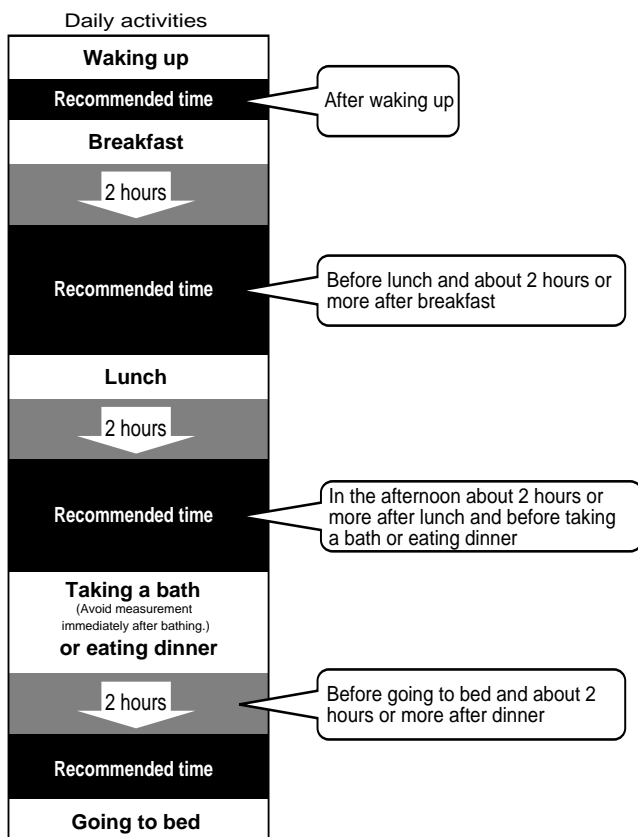 Daily activities
Waking up
Recommended time
After waking up
Breakfast
2 hours
Recommended time
Before lunch and about 2 hours or
more after breakfast
Lunch
2 hours
Recommended time
In the afternoon about 2 hours or
more after lunch and before taking
a bath or eating dinner
Taking a bath
(Avoid measurement
immediately after bathing.)
or eating dinner
2 hours
Before going to bed and about 2
hours or more after dinner
Recommended time
Going to bed